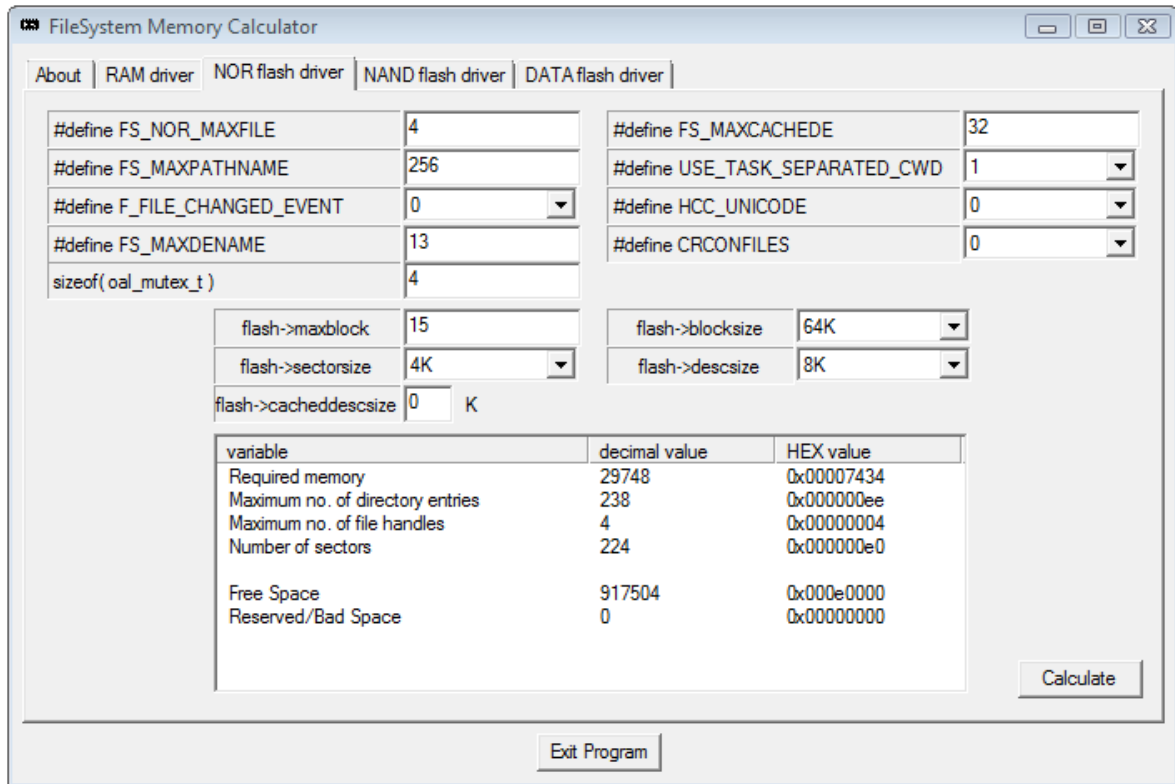 FileSystem Memory Calculator
About RAM driver NOR flash driver NAND flash driver DATA flash driver
#define FS_NOR_MAXFILE 4 #define FS_MAXCACHEDE 32
#define FS_MAXPATHNAME 256 #define USE_TASK_SEPARATED_CWD 1
#define F_FILE_CHANGED_EVENT 0 #define HCC_UNICODE 0
#define FS_MAXDENAME 13 #define CRCONFILES 0
sizeof( oal_mutex_t ) 4
flash->maxblock 15 flash->blocksize 64K
flash->sectorsize 4K flash->descsize 8K
flash->cacheddescsize 0 K
variable decimal value HEX value
Required memory 29748 0x00007434
Maximum no. of directory entries 238 0x000000ee
Maximum no. of file handles 4 0x00000004
Number of sectors 224 0x000000e0
Free Space 917504 0x000e0000
Reserved/Bad Space 0 0x00000000
Calculate
Exit Program